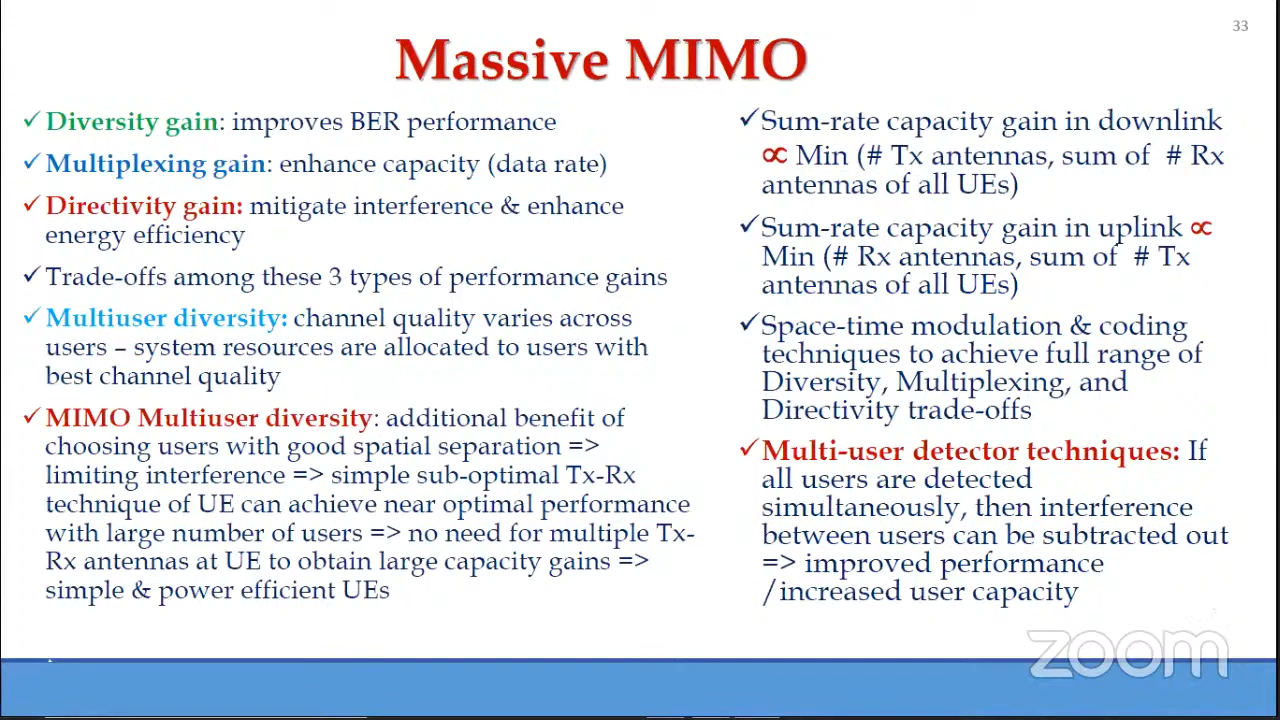 33
Massive MIMO
✓Diversity gain: improves BER performance
✓Multiplexing gain: enhance capacity (data rate)
✓Directivity gain: mitigate interference & enhance
energy efficiency
✓Trade-offs among these 3 types of performance gains
✓Multiuser diversity: channel quality varies across
users – system resources are allocated to users with
best channel quality
✓MIMO Multiuser diversity: additional benefit of
choosing users with good spatial separation =>
limiting interference => simple sub-optimal Tx-Rx
technique of UE can achieve near optimal performance
with large number of users => no need for multiple Tx-
Rx antennas at UE to obtain large capacity gains =>
simple & power efficient UEs
✓Sum-rate capacity gain in downlink
∝ Min (# Tx antennas, sum of # Rx
antennas of all UEs)
✓Sum-rate capacity gain in uplink ∝
Min (# Rx antennas, sum of # Tx
antennas of all UEs)
✓Space-time modulation & coding
techniques to achieve full range of
Diversity, Multiplexing, and
Directivity trade-offs
✓Multi-user detector techniques: If
all users are detected
simultaneously, then interference
between users can be subtracted out
=> improved performance
/increased user capacity
zoom